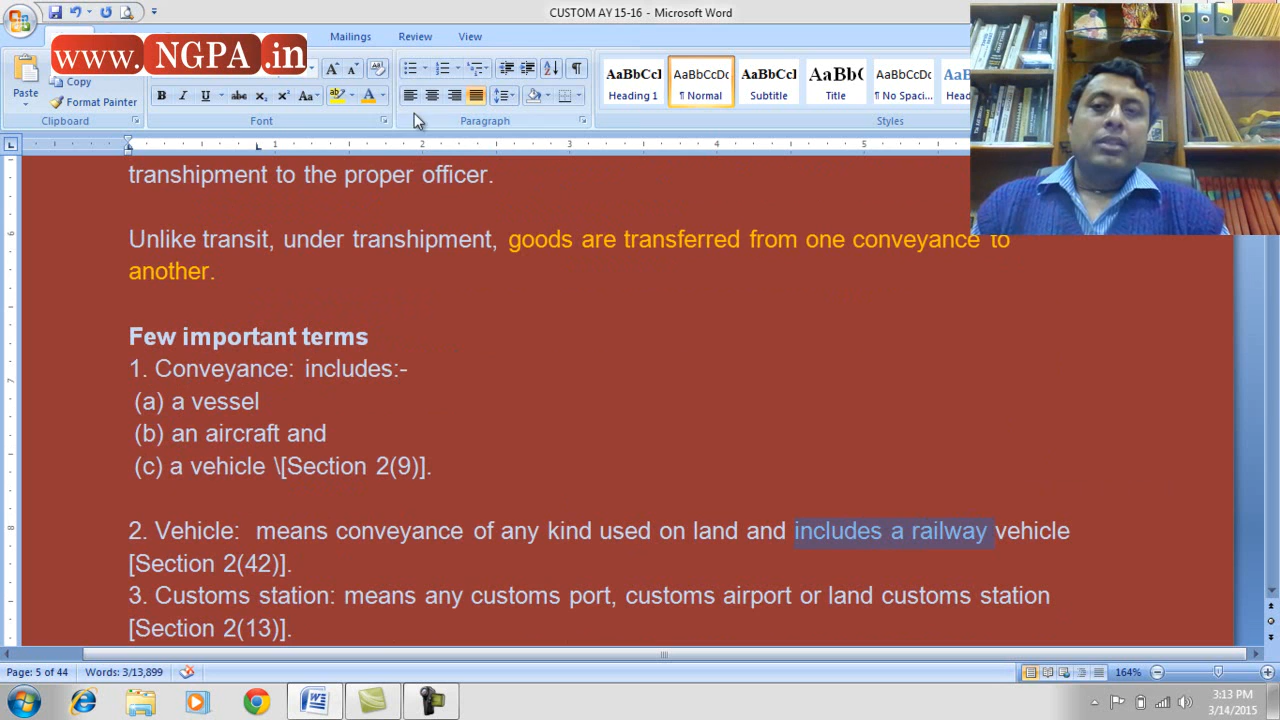 CUSTOM AY 15-16 - Microsoft Word
www.NGPA.in
Mailings Review View
Paste
Copy
Format Painter
Clipboard
Font
Paragraph
AaBbCcI
Heading 1
AaBbCcDc
¶ Normal
AaBbCcI
Subtitle
AaBbC
Title
AaBbCcDc
¶ No Spaci...
Styles
1 2 3 4 5
transhipment to the proper officer.
Unlike transit, under transhipment, goods are transferred from one conveyance to
another.
Few important terms
1. Conveyance: includes:-
(a) a vessel
(b) an aircraft and
(c) a vehicle \[Section 2(9)].
2. Vehicle: means conveyance of any kind used on land and includes a railway vehicle
[Section 2(42)].
3. Customs station: means any customs port, customs airport or land customs station
[Section 2(13)].
Page: 5 of 44 Words: 3/13,899 164%
3:13 PM
3/14/2015